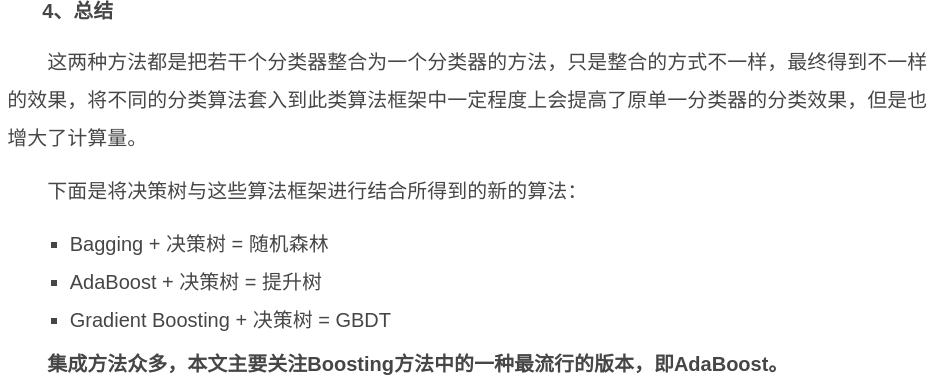 4、总结
这两种方法都是把若干个分类器整合为一个分类器的方法，只是整合的方式不一样，最终得到不一样
的效果，将不同的分类算法套入到此类算法框架中一定程度上会提高了原单一分类器的分类效果，但是也
增大了计算量。
下面是将决策树与这些算法框架进行结合所得到的新的算法：
▪ Bagging + 决策树 = 随机森林
▪ AdaBoost + 决策树 = 提升树
▪ Gradient Boosting + 决策树 = GBDT
集成方法众多，本文主要关注Boosting方法中的一种最流行的版本，即AdaBoost。